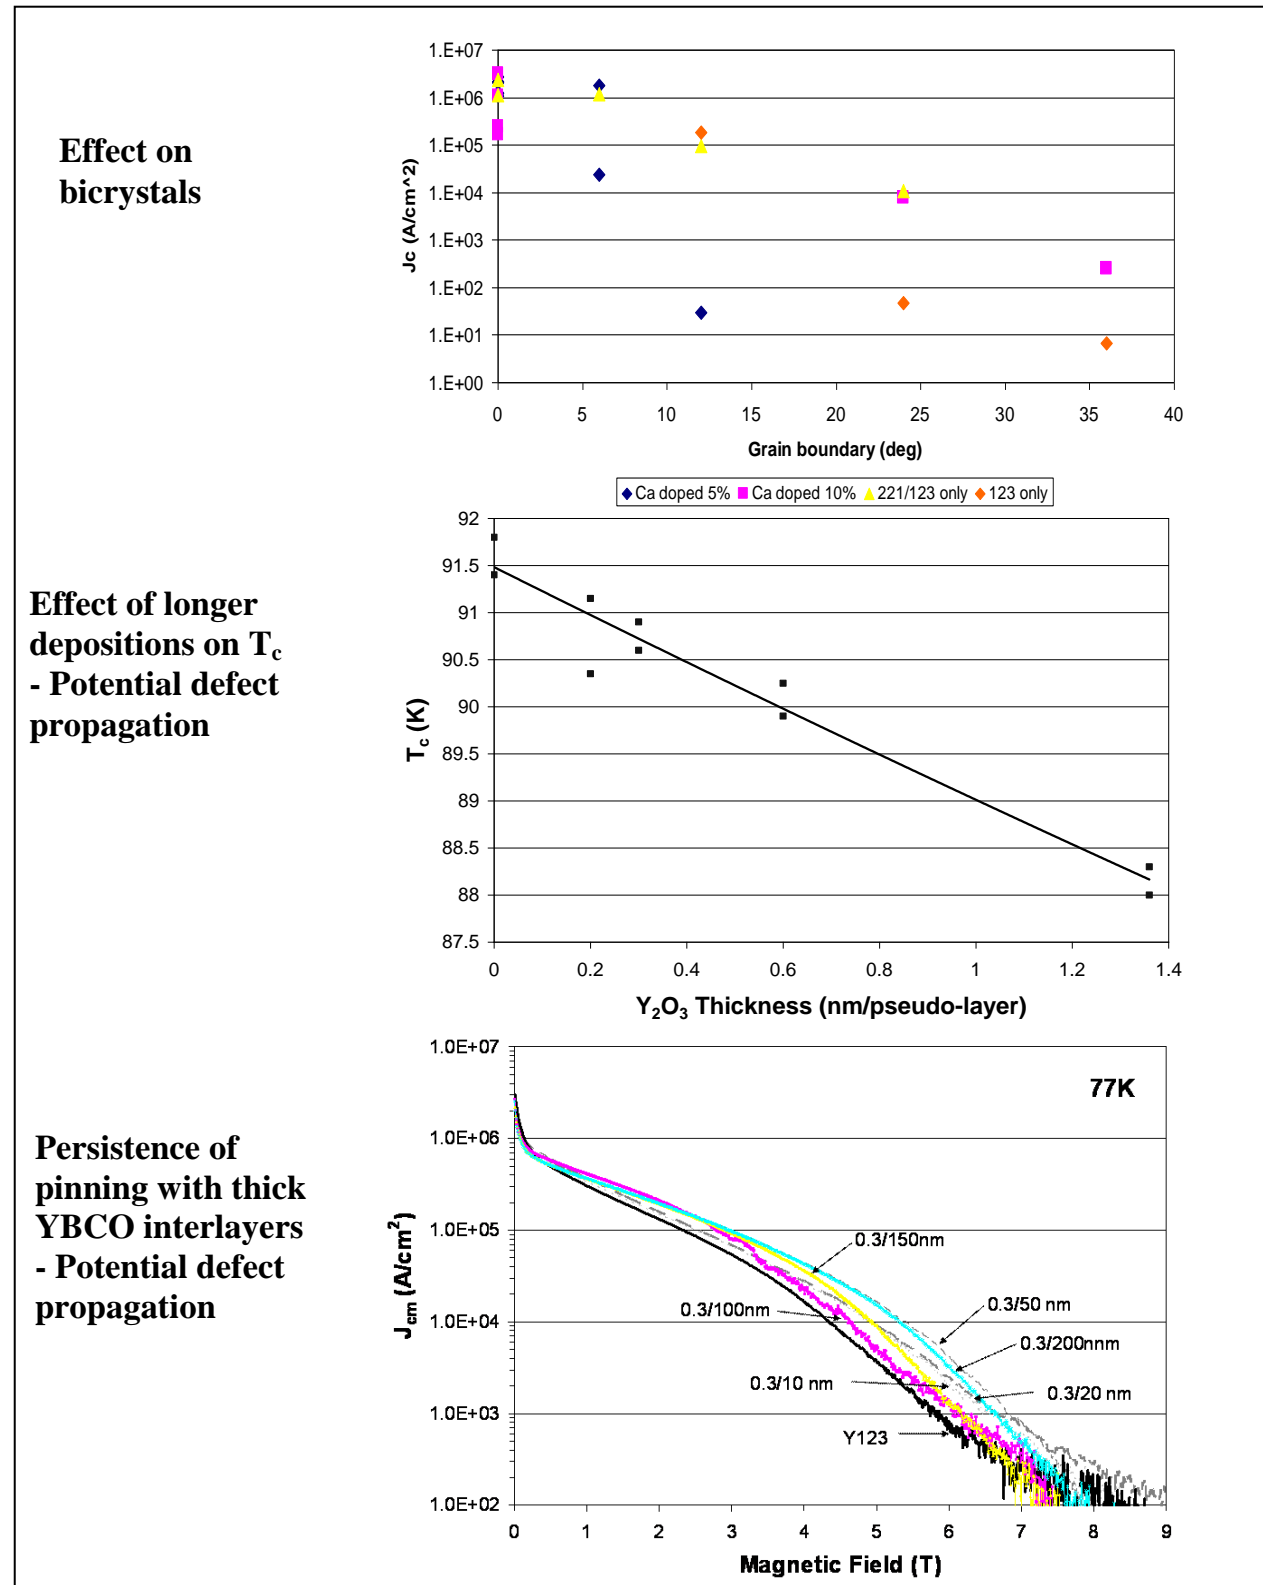 Effect on
bicrystals
1.E+07
1.E+06
1.E+05
1.E+04
1.E+03
1.E+02
1.E+01
1.E+00
Jc (A/cm^2)
0 5 10 15 20 25 30 35 40
Grain boundary (deg)
Ca doped 5% Ca doped 10% 221/123 only 123 only
Effect of longer
depositions on Tc
- Potential defect
propagation
92
91.5
91
90.5
90
89.5
89
88.5
88
87.5
Tc (K)
0 0.2 0.4 0.6 0.8 1 1.2 1.4
Y2O3 Thickness (nm/pseudo-layer)
Persistence of
pinning with thick
YBCO interlayers
- Potential defect
propagation
1.0E+07
1.0E+06
1.0E+05
1.0E+04
1.0E+03
1.0E+02
Jcm (A/cm2)
77K
0.3/150nm
0.3/100nm
0.3/50 nm
0.3/200nnm
0.3/10 nm
0.3/20 nm
Y123
0 1 2 3 4 5 6 7 8 9
Magnetic Field (T)